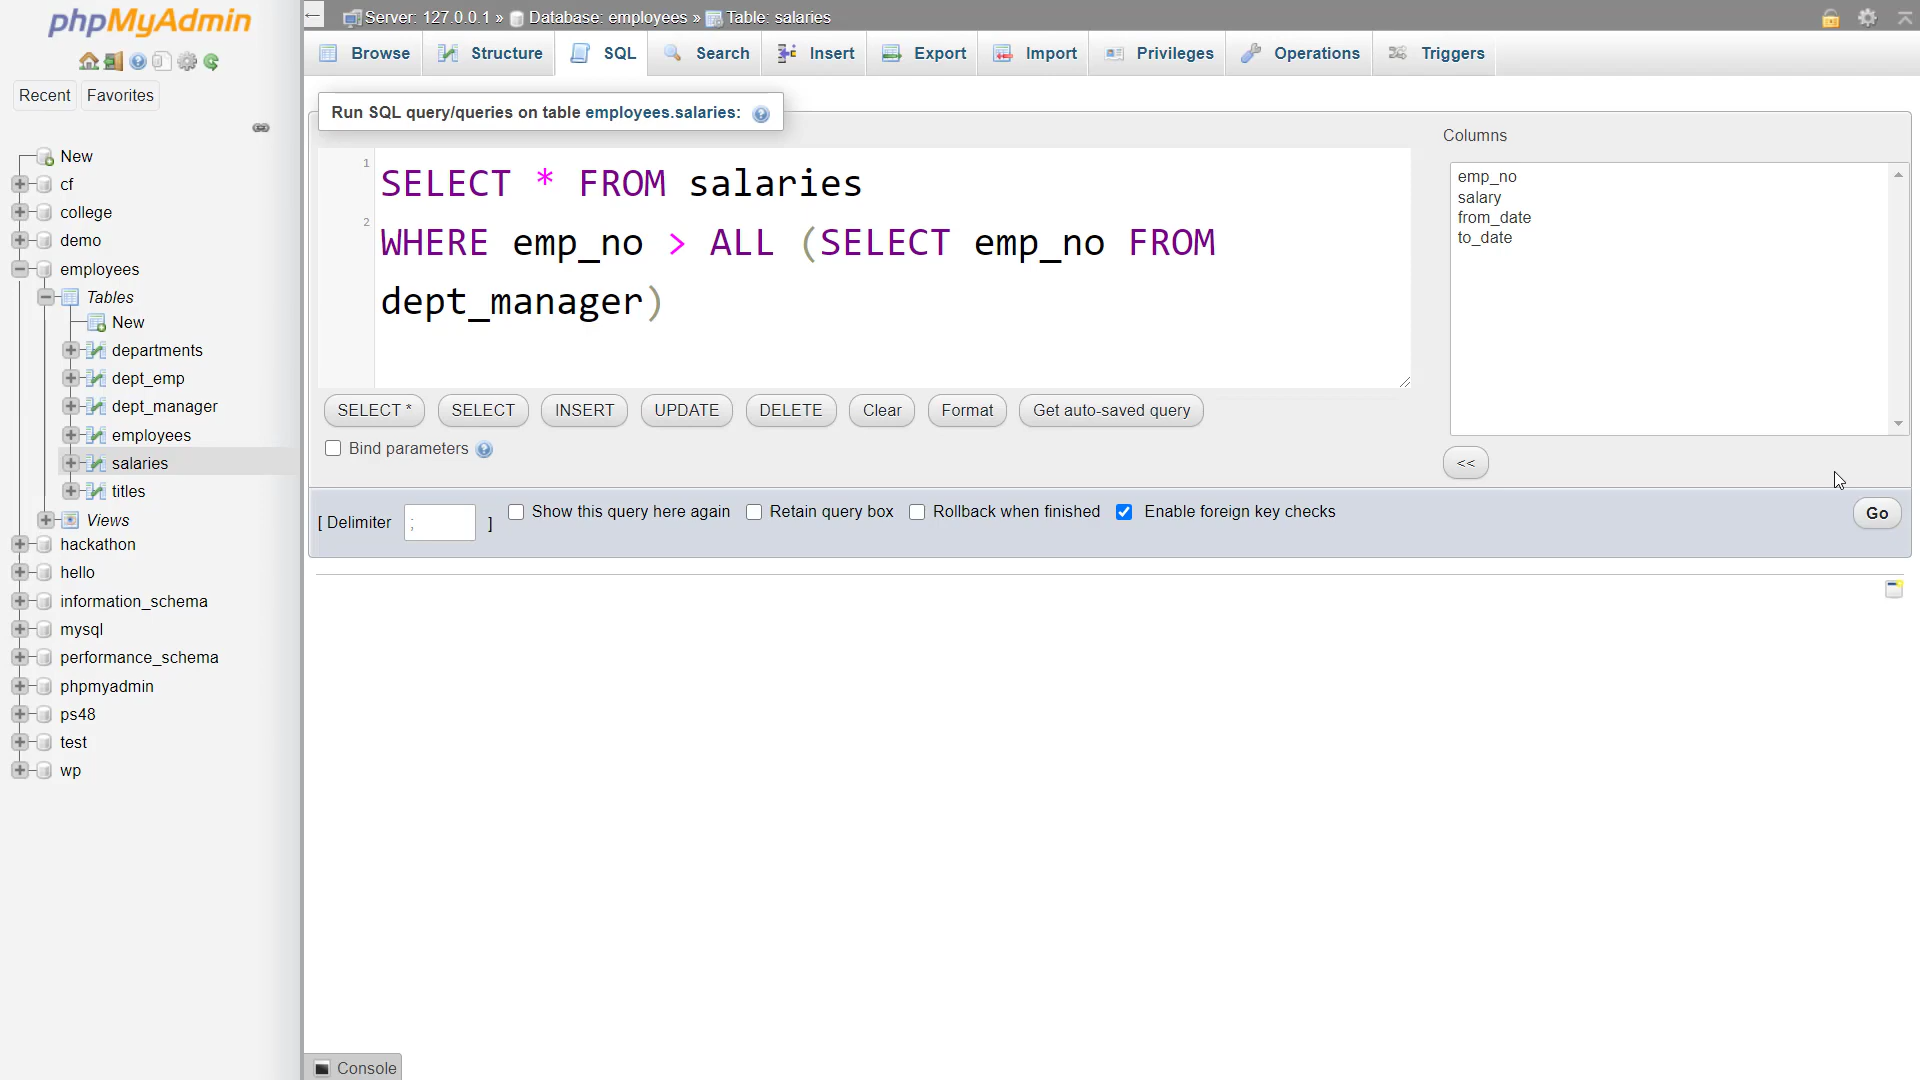 phpMyAdmin
Recent Favorites
New
cf
college
demo
employees
Tables
New
departments
dept_emp
dept_manager
employees
salaries
titles
Views
hackathon
hello
information_schema
mysql
performance_schema
phpmyadmin
ps48
test
wp
Server: 127.0.0.1 » Database: employees » Table: salaries
Browse Structure SQL Search Insert Export Import Privileges Operations Triggers
Run SQL query/queries on table employees.salaries:
1 SELECT * FROM salaries
2 WHERE emp_no > ALL (SELECT emp_no FROM
dept_manager)
SELECT * SELECT INSERT UPDATE DELETE Clear Format Get auto-saved query
Bind parameters
Columns
emp_no
salary
from_date
to_date
<<
[ Delimiter ; ] Show this query here again Retain query box Rollback when finished Enable foreign key checks Go
Console